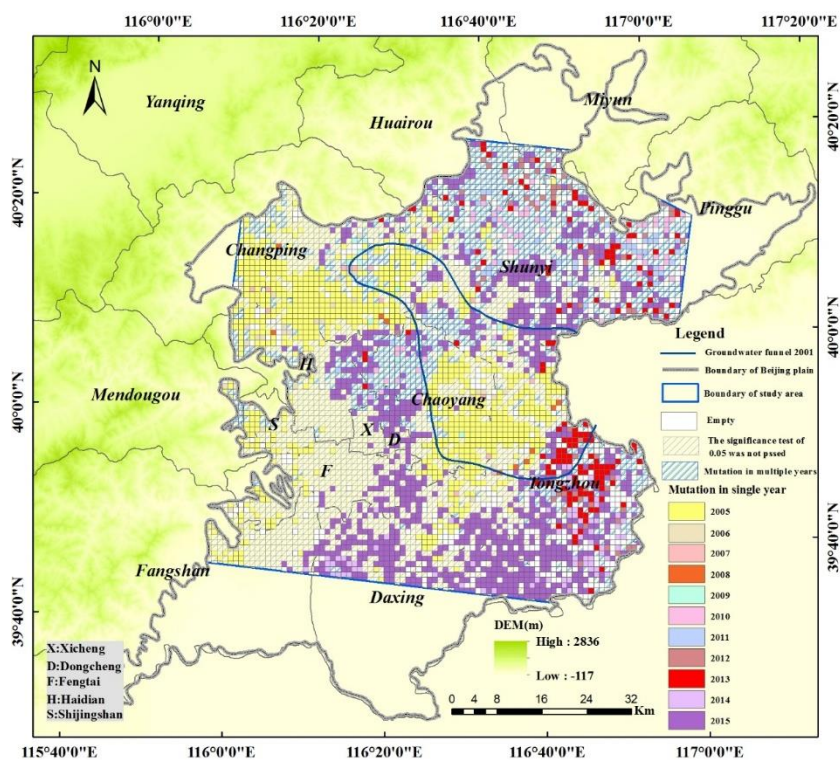 116°0'0"E 116°20'0"E 116°40'0"E 117°0'0"E 117°20'0"E
N
Yanqing
Huairou
Miyun
40°20'0"N
40°20'0"N
Pinggu
Changping
Shunyi
40°0'0"N
Legend
Groundwater funnel 2001
Boundary of Beijing plain
Boundary of study area
Empty
The significance test of
0.05 was not pssed
Mutation in multiple years
Mutation in single year
2005
2006
2007
2008
2009
2010
2011
2012
2013
2014
2015
H
Mendougou
40°0'0"N
S
Chaoyang
X
D
F
Tongzhou
39°40'0"N
Fangshan
Daxing
39°40'0"N
DEM(m)
High : 2836
Low : -117
X:Xicheng
D:Dongcheng
F:Fengtai
H:Haidian
S:Shijingshan
0 4 8 16 24 32
Km
115°40'0"E 116°0'0"E 116°20'0"E 116°40'0"E 117°0'0"E